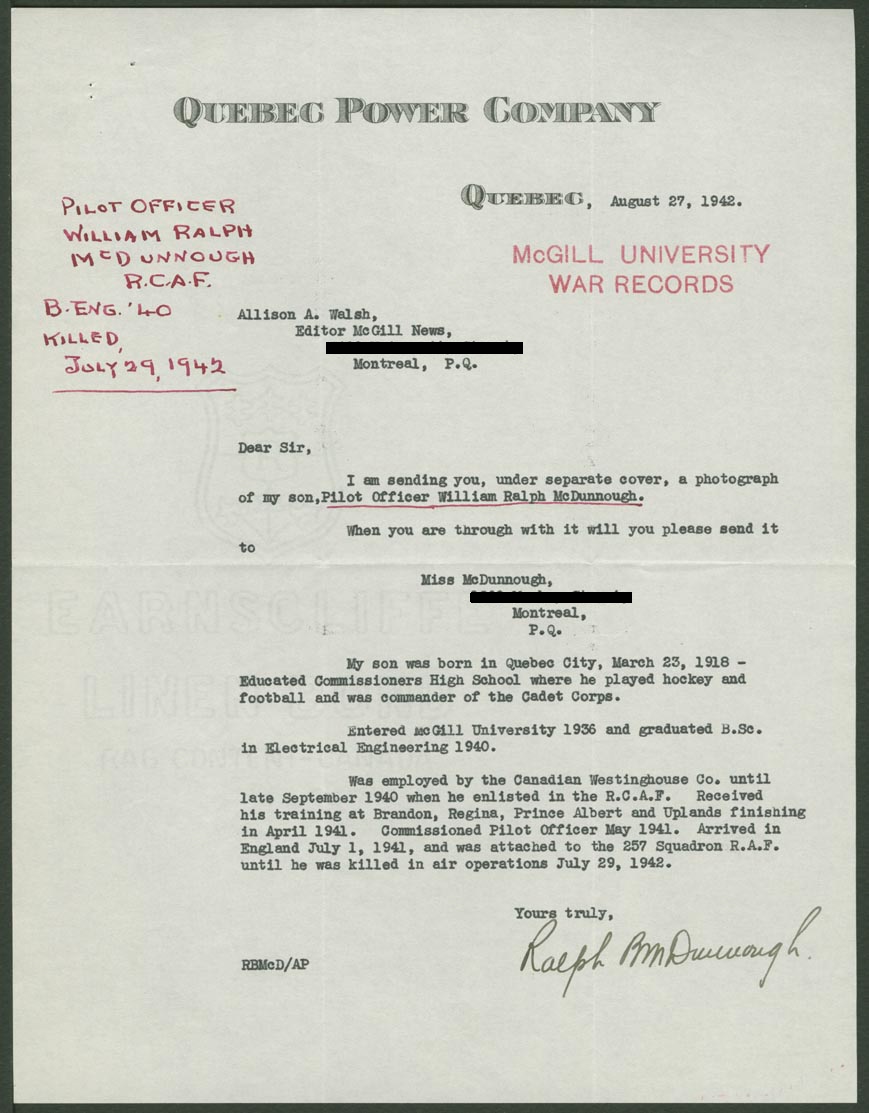 QUEBEC POWER COMPANY
QUEBEC, August 27, 1942.
PILOT OFFICER
WILLIAM RALPH
McDUNNOUGH
R.C.A.F.
B.ENG. '40
KILLED,
JULY 29, 1942
McGILL UNIVERSITY
WAR RECORDS
Allison A. Walsh,
Editor McGill News,
Montreal, P.Q.
Dear Sir,
I am sending you, under separate cover, a photograph
of my son,Pilot Officer William Ralph McDunnough.
When you are through with it will you please send it
to
Miss McDunnough,
Montreal,
P.Q.
My son was born in Quebec City, March 23, 1918 -
Educated Commissioners High School where he played hockey and
football and was commander of the Cadet Corps.
Entered McGill University 1936 and graduated B.Sc.
in Electrical Engineering 1940.
Was employed by the Canadian Westinghouse Co. until
late September 1940 when he enlisted in the R.C.A.F. Received
his training at Brandon, Regina, Prince Albert and Uplands finishing
in April 1941. Commissioned Pilot Officer May 1941. Arrived in
England July 1, 1941, and was attached to the 257 Squadron R.A.F.
until he was killed in air operations July 29, 1942.
Yours truly,
Ralph B McDunnough.
RBMcD/AP
EARNSCLIFFE
LINEN BOND
RAG CONTENT CANADA